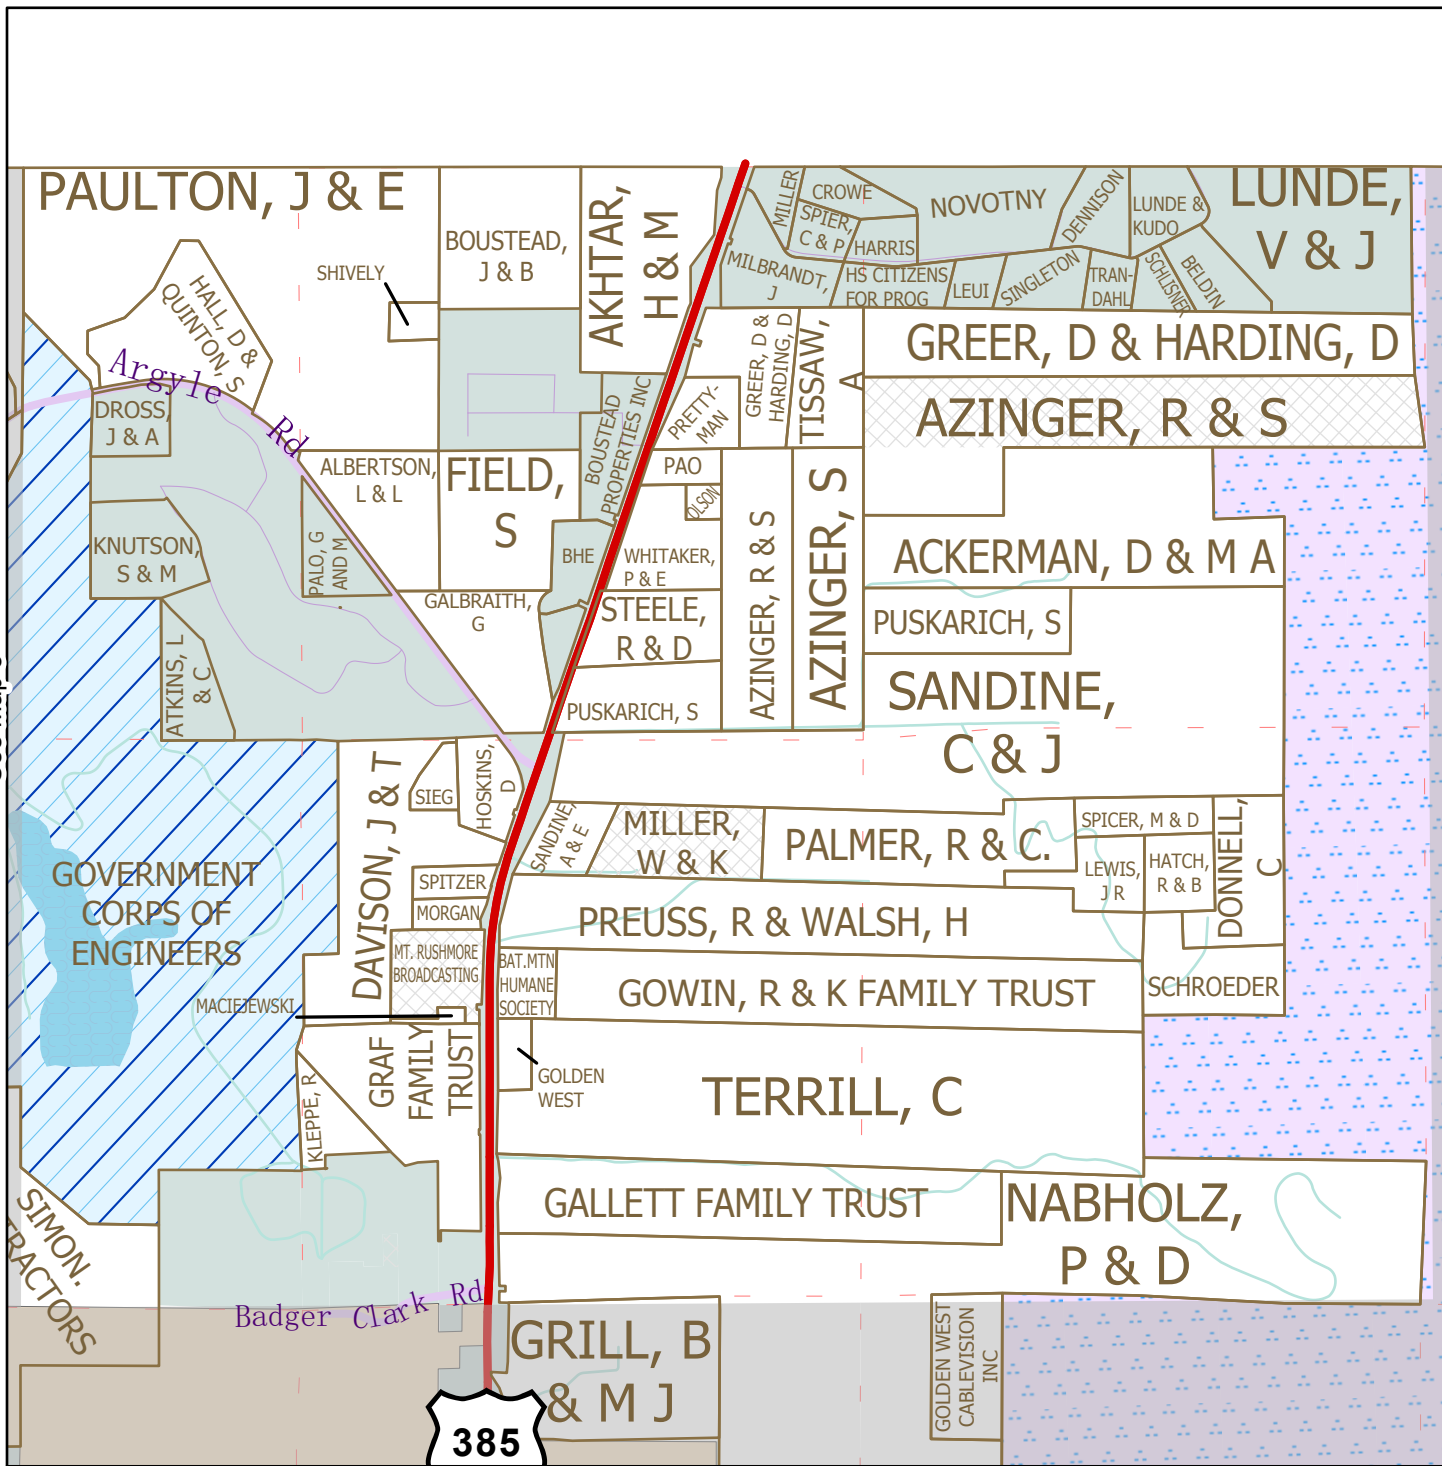 PAULTON, J & E
BOUSTEAD,
J & B
AKHTAR,
H & M
MILLER
CROWE
SPIER,
C & P
HARRIS
NOVOTNY
DENNISON
LUNDE &
KUDO
LUNDE,
V & J
SHIVELY
HALL, D &
QUINTON, S
MILBRANDT,
J
HS CITIZENS
FOR PROG
LEUI
SINGLETON
TRAN-
DAHL
SCHLISNER
BELDIN
Argyle Rd
DROSS,
J & A
BOUSTEAD
PROPERTIES INC
PRETTY-
MAN
GREER, D &
HARDING, D
TISSAW,
A
GREER, D & HARDING, D
AZINGER, R & S
ALBERTSON,
L & L
FIELD,
S
PAO
OLSON
KNUTSON,
S & M
PALO, G
AND M
BHE
WHITAKER,
P & E
AZINGER, R & S
AZINGER, S
ACKERMAN, D & M A
GALBRAITH,
G
STEELE,
R & D
PUSKARICH, S
ATKINS, L
& C
PUSKARICH, S
SANDINE,
C & J
DAVISON, J & T
SIEG
HOSKINS,
D
SANDINE,
A & E
MILLER,
W & K
PALMER, R & C.
SPICER, M & D
LEWIS,
J R
HATCH,
R & B
DONNELL,
C
GOVERNMENT
CORPS OF
ENGINEERS
SPITZER
MORGAN
PREUSS, R & WALSH, H
MT. RUSHMORE
BROADCASTING
BAT.MTN
HUMANE
SOCIETY
GOWIN, R & K FAMILY TRUST
SCHROEDER
MACIEJEWSKI
GRAF
FAMILY
TRUST
KLEPPE, R
GOLDEN
WEST
TERRILL, C
GALLETT FAMILY TRUST
NABHOLZ,
P & D
SIMON.
TRACTORS
Badger Clark Rd
GRILL, B
& M J
GOLDEN WEST
CABLEVISION
INC
385